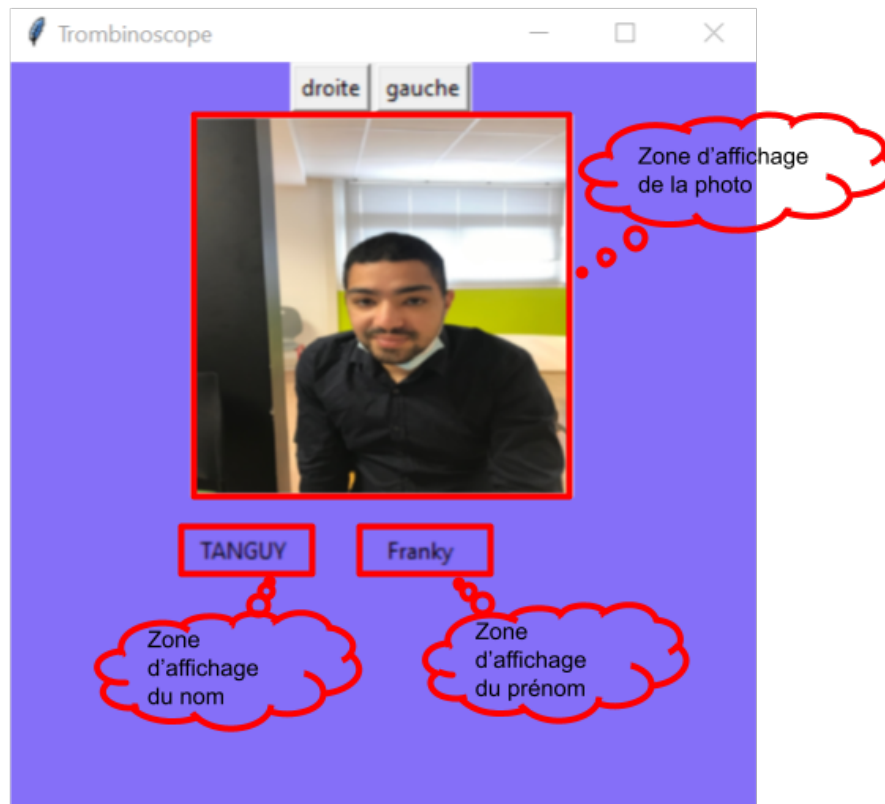 Trombinoscope
droite gauche
Zone d'affichage
de la photo
TANGUY Franky
Zone
d'affichage
du nom
Zone
d'affichage
du prénom